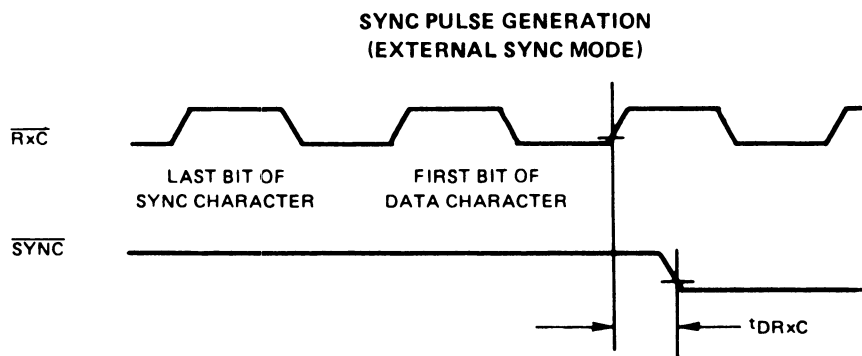 SYNC PULSE GENERATION
(EXTERNAL SYNC MODE)
RxC
LAST BIT OF
SYNC CHARACTER
FIRST BIT OF
DATA CHARACTER
SYNC
tDRxC